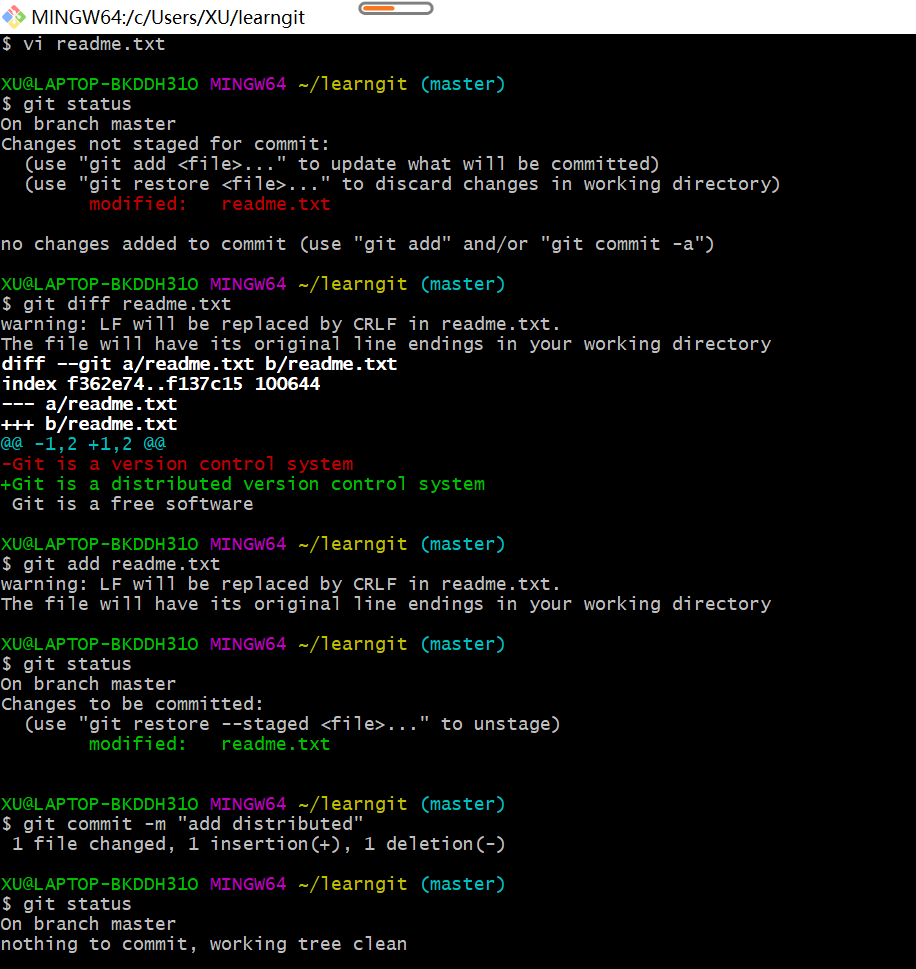 MINGW64:/c/Users/XU/learngit
$ vi readme.txt
XU@LAPTOP-BKDDH31O MINGW64 ~/learngit (master)
$ git status
On branch master
Changes not staged for commit:
  (use "git add <file>..." to update what will be committed)
  (use "git restore <file>..." to discard changes in working directory)
        modified:   readme.txt
no changes added to commit (use "git add" and/or "git commit -a")
XU@LAPTOP-BKDDH31O MINGW64 ~/learngit (master)
$ git diff readme.txt
warning: LF will be replaced by CRLF in readme.txt.
The file will have its original line endings in your working directory
diff --git a/readme.txt b/readme.txt
index f362e74..f137c15 100644
--- a/readme.txt
+++ b/readme.txt
@@ -1,2 +1,2 @@
-Git is a version control system
+Git is a distributed version control system
 Git is a free software
XU@LAPTOP-BKDDH31O MINGW64 ~/learngit (master)
$ git add readme.txt
warning: LF will be replaced by CRLF in readme.txt.
The file will have its original line endings in your working directory
XU@LAPTOP-BKDDH31O MINGW64 ~/learngit (master)
$ git status
On branch master
Changes to be committed:
  (use "git restore --staged <file>..." to unstage)
        modified:   readme.txt
XU@LAPTOP-BKDDH31O MINGW64 ~/learngit (master)
$ git commit -m "add distributed"
 1 file changed, 1 insertion(+), 1 deletion(-)
XU@LAPTOP-BKDDH31O MINGW64 ~/learngit (master)
$ git status
On branch master
nothing to commit, working tree clean